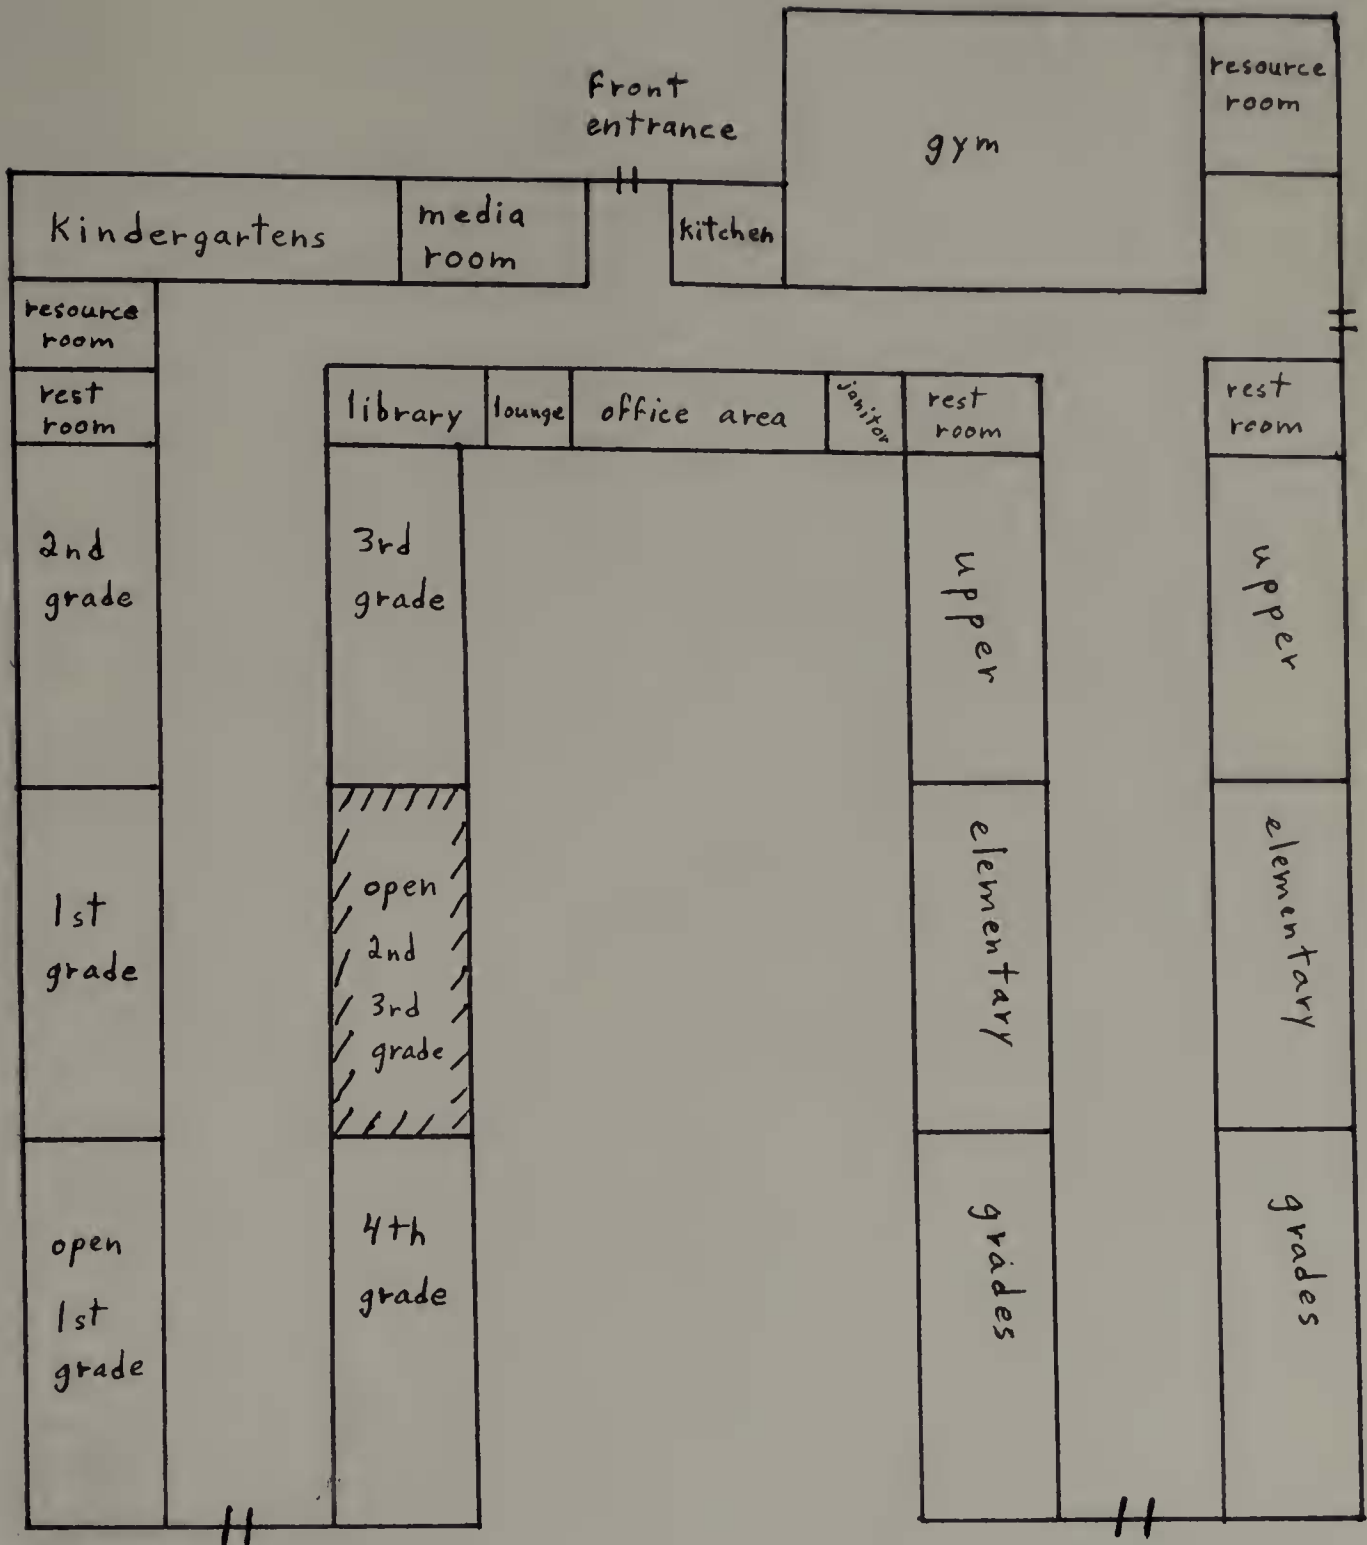 Front
entrance
gym
resource
room
Kindergartens
media
room
kitchen
resource
room
rest
room
library
lounge
office area
janitor
rest
room
rest
room
2nd
grade
3rd
grade
upper
upper
1st
grade
open
2nd
3rd
grade
elementary
elementary
open
1st
grade
4th
grade
grades
grades